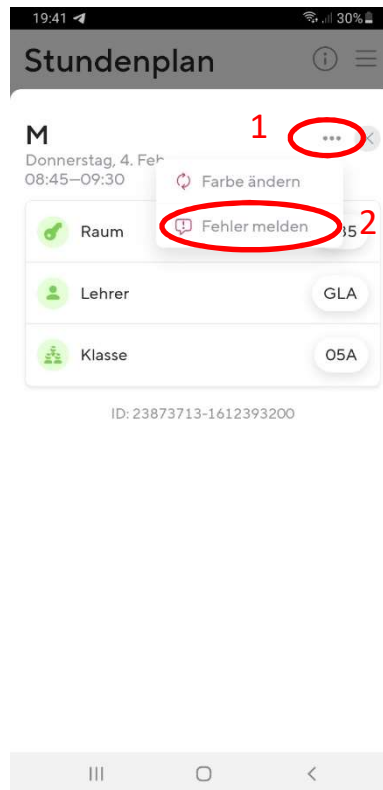 19:41 30%
Stundenplan
M 1 •••
Donnerstag, 4. Feb
08:45–09:30
Farbe ändern
Fehler melden 2
Raum 35
Lehrer GLA
Klasse 05A
ID: 23873713-1612393200